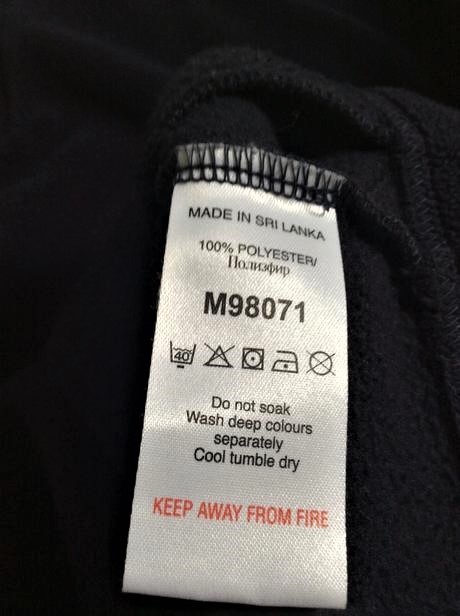 MADE IN SRI LANKA
100% POLYESTER/
Полиэфир
M98071
40
Do not soak
Wash deep colours
separately
Cool tumble dry
KEEP AWAY FROM FIRE